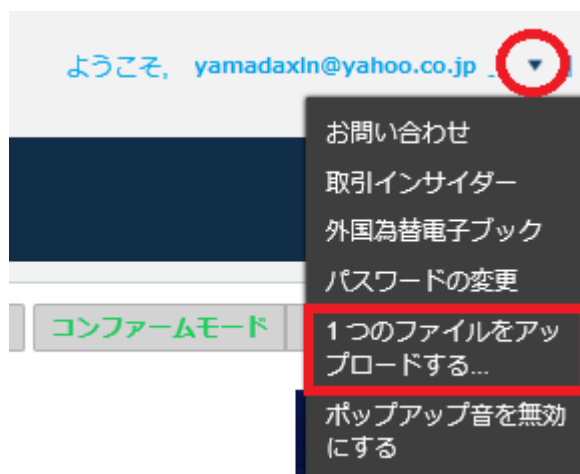 ようこそ, yamadaxln@yahoo.co.jp
▼
お問い合わせ
取引インサイダー
外国為替電子ブック
パスワードの変更
コンファームモード
1つのファイルをアッ
プロードする...
ポップアップ音を無効
にする